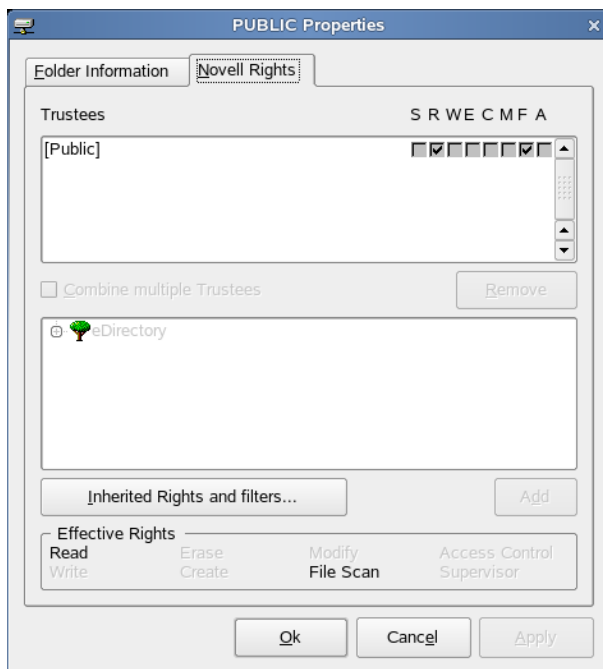 PUBLIC Properties
Folder Information Novell Rights
Trustees S R W E C M F A
[Public]
Combine multiple Trustees Remove
eDirectory
Inherited Rights and filters... Add
Effective Rights
Read Erase Modify Access Control
Write Create File Scan Supervisor
Ok Cancel Apply